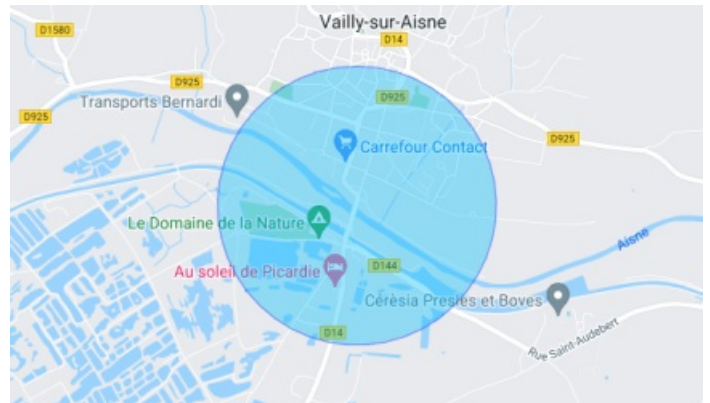 Vailly-sur-Aisne
D1580
D14
D925
Transports Bernardi
D925
D925
D925
Carrefour Contact
Le Domaine de la Nature
Aisne
Au soleil de Picardie
D144
Cérèsia Presles et Boves
D14
Rue Saint-Audebert